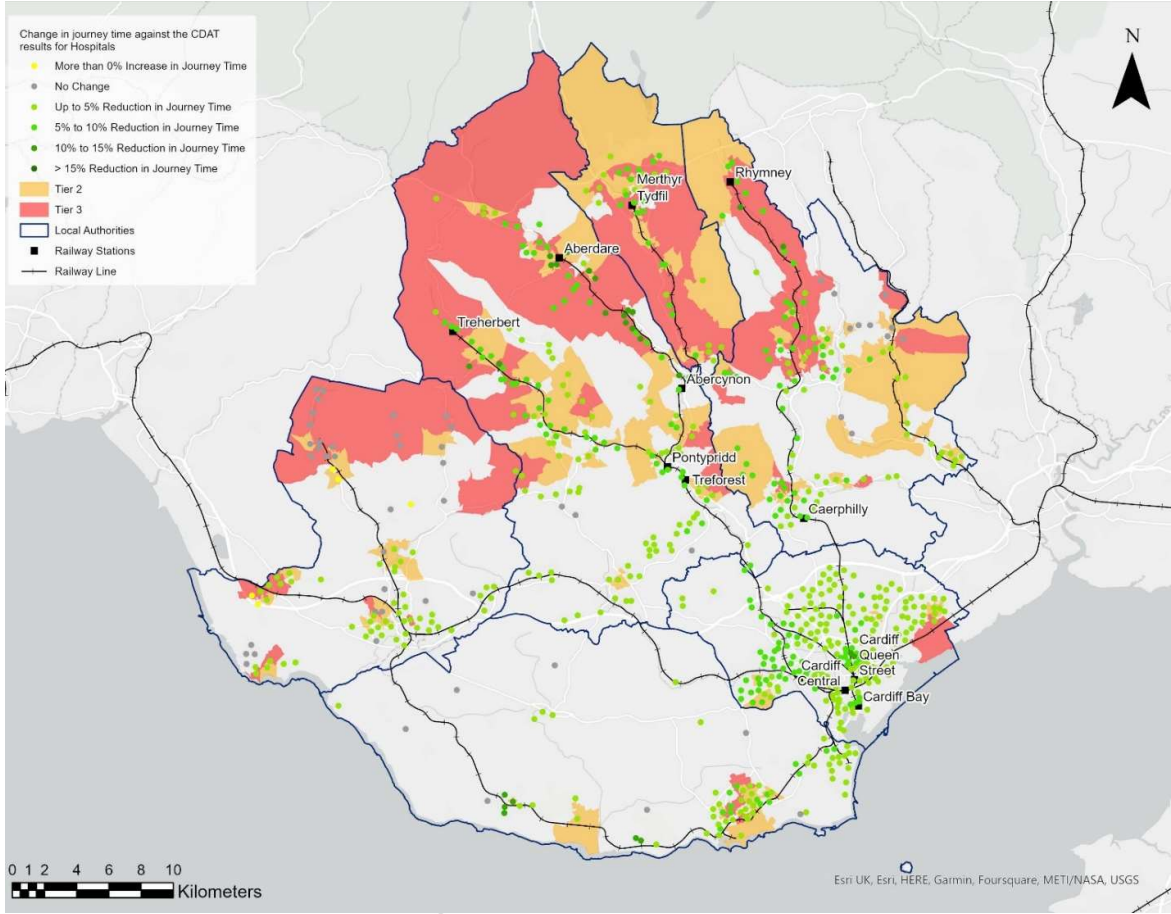 Change in journey time against the CDAT
results for Hospitals
More than 0% Increase in Journey Time
No Change
Up to 5% Reduction in Journey Time
5% to 10% Reduction in Journey Time
10% to 15% Reduction in Journey Time
> 15% Reduction in Journey Time
Tier 2
Tier 3
Local Authorities
Railway Stations
Railway Line
N
Merthyr
Tydfil
Rhymney
Aberdare
Treherbert
Abercynon
Pontypridd
Treforest
Caerphilly
Cardiff
Queen
Street
Cardiff
Central
Cardiff Bay
0 1 2 4 6 8 10
Kilometers
Esri UK, Esri, HERE, Garmin, Foursquare, METI/NASA, USGS